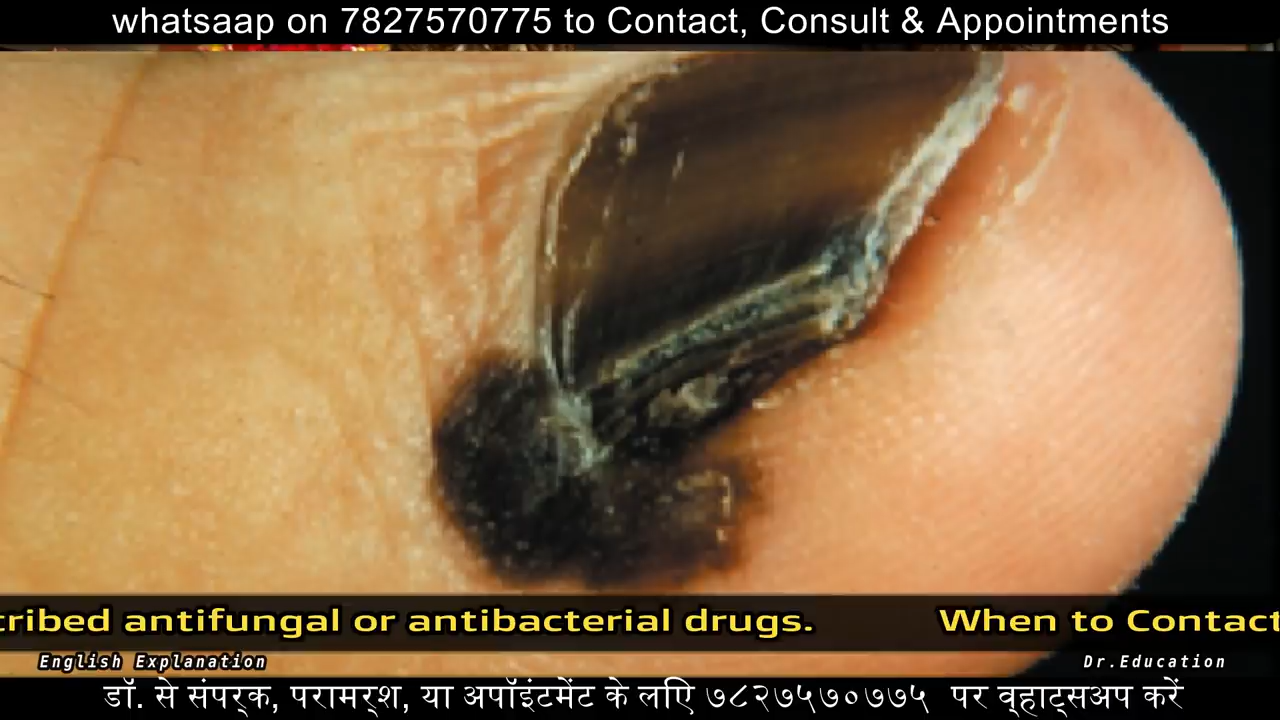 whatsaap on 7827570775 to Contact, Consult & Appointments
cribed antifungal or antibacterial drugs. When to Contact
English Explanation
Dr.Education
डॉ. से संपर्क, परामर्श, या अपॉइंटमेंट के लिए ७८२७५७०७७५ पर व्हाट्सअप करें